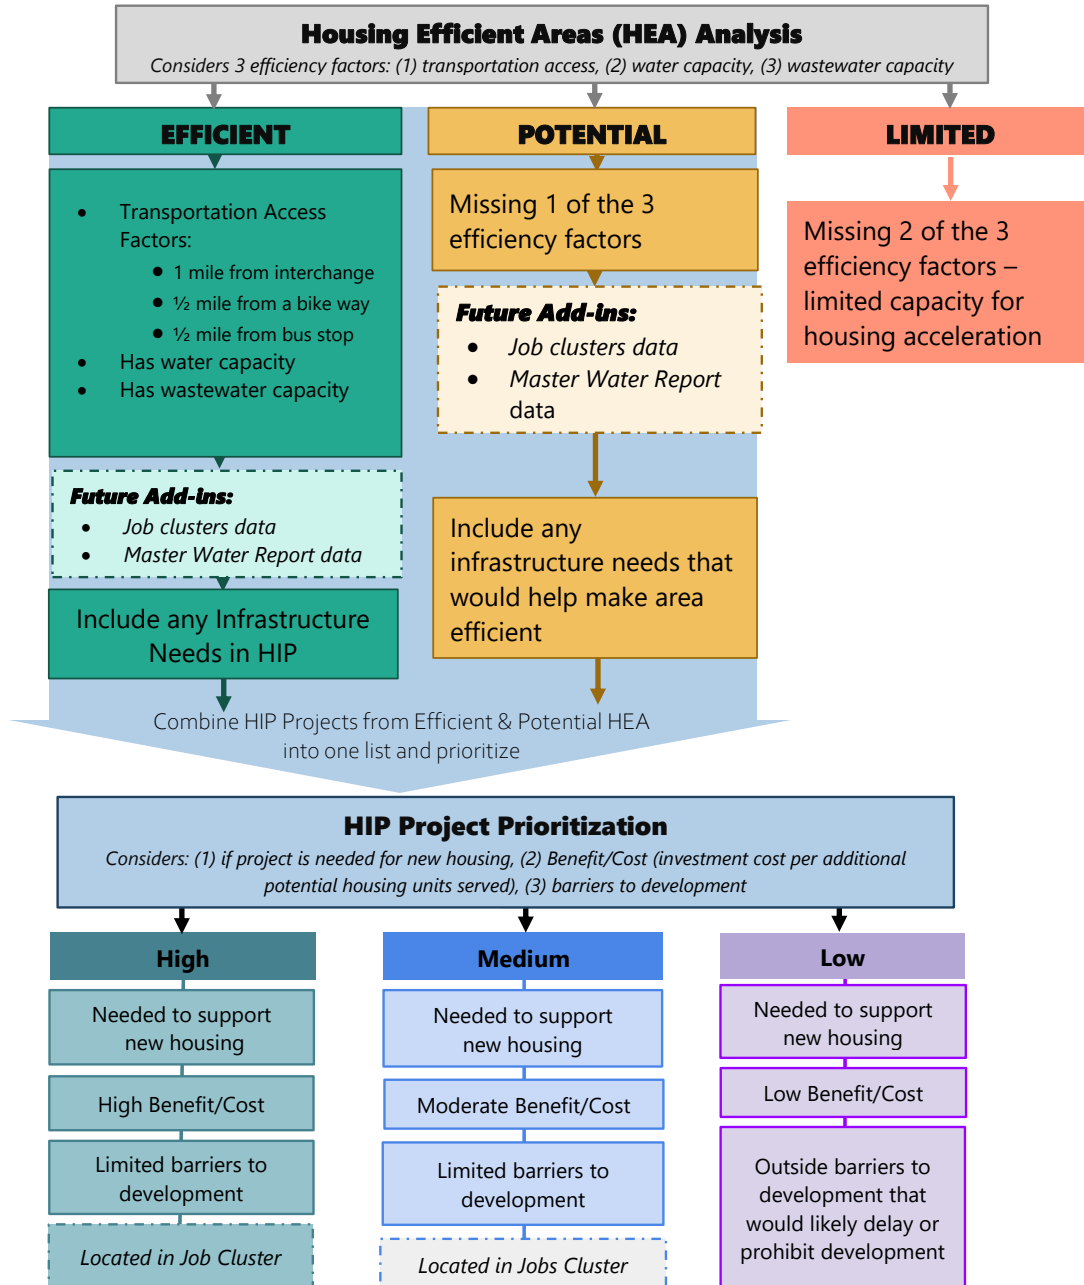 Housing Efficient Areas (HEA) Analysis
Considers 3 efficiency factors: (1) transportation access, (2) water capacity, (3) wastewater capacity
EFFICIENT
• Transportation Access
Factors:
• 1 mile from interchange
• ½ mile from a bike way
• ½ mile from bus stop
• Has water capacity
• Has wastewater capacity
Future Add-ins:
• Job clusters data
• Master Water Report data
Include any Infrastructure
Needs in HIP
POTENTIAL
Missing 1 of the 3
efficiency factors
Future Add-ins:
• Job clusters data
• Master Water Report
data
Include any
infrastructure needs that
would help make area
efficient
LIMITED
Missing 2 of the 3
efficiency factors –
limited capacity for
housing acceleration
Combine HIP Projects from Efficient & Potential HEA
into one list and prioritize
HIP Project Prioritization
Considers: (1) if project is needed for new housing, (2) Benefit/Cost (investment cost per additional
potential housing units served), (3) barriers to development
High
Needed to support
new housing
High Benefit/Cost
Limited barriers to
development
Located in Job Cluster
Medium
Needed to support
new housing
Moderate Benefit/Cost
Limited barriers to
development
Located in Jobs Cluster
Low
Needed to support
new housing
Low Benefit/Cost
Outside barriers to
development that
would likely delay or
prohibit development